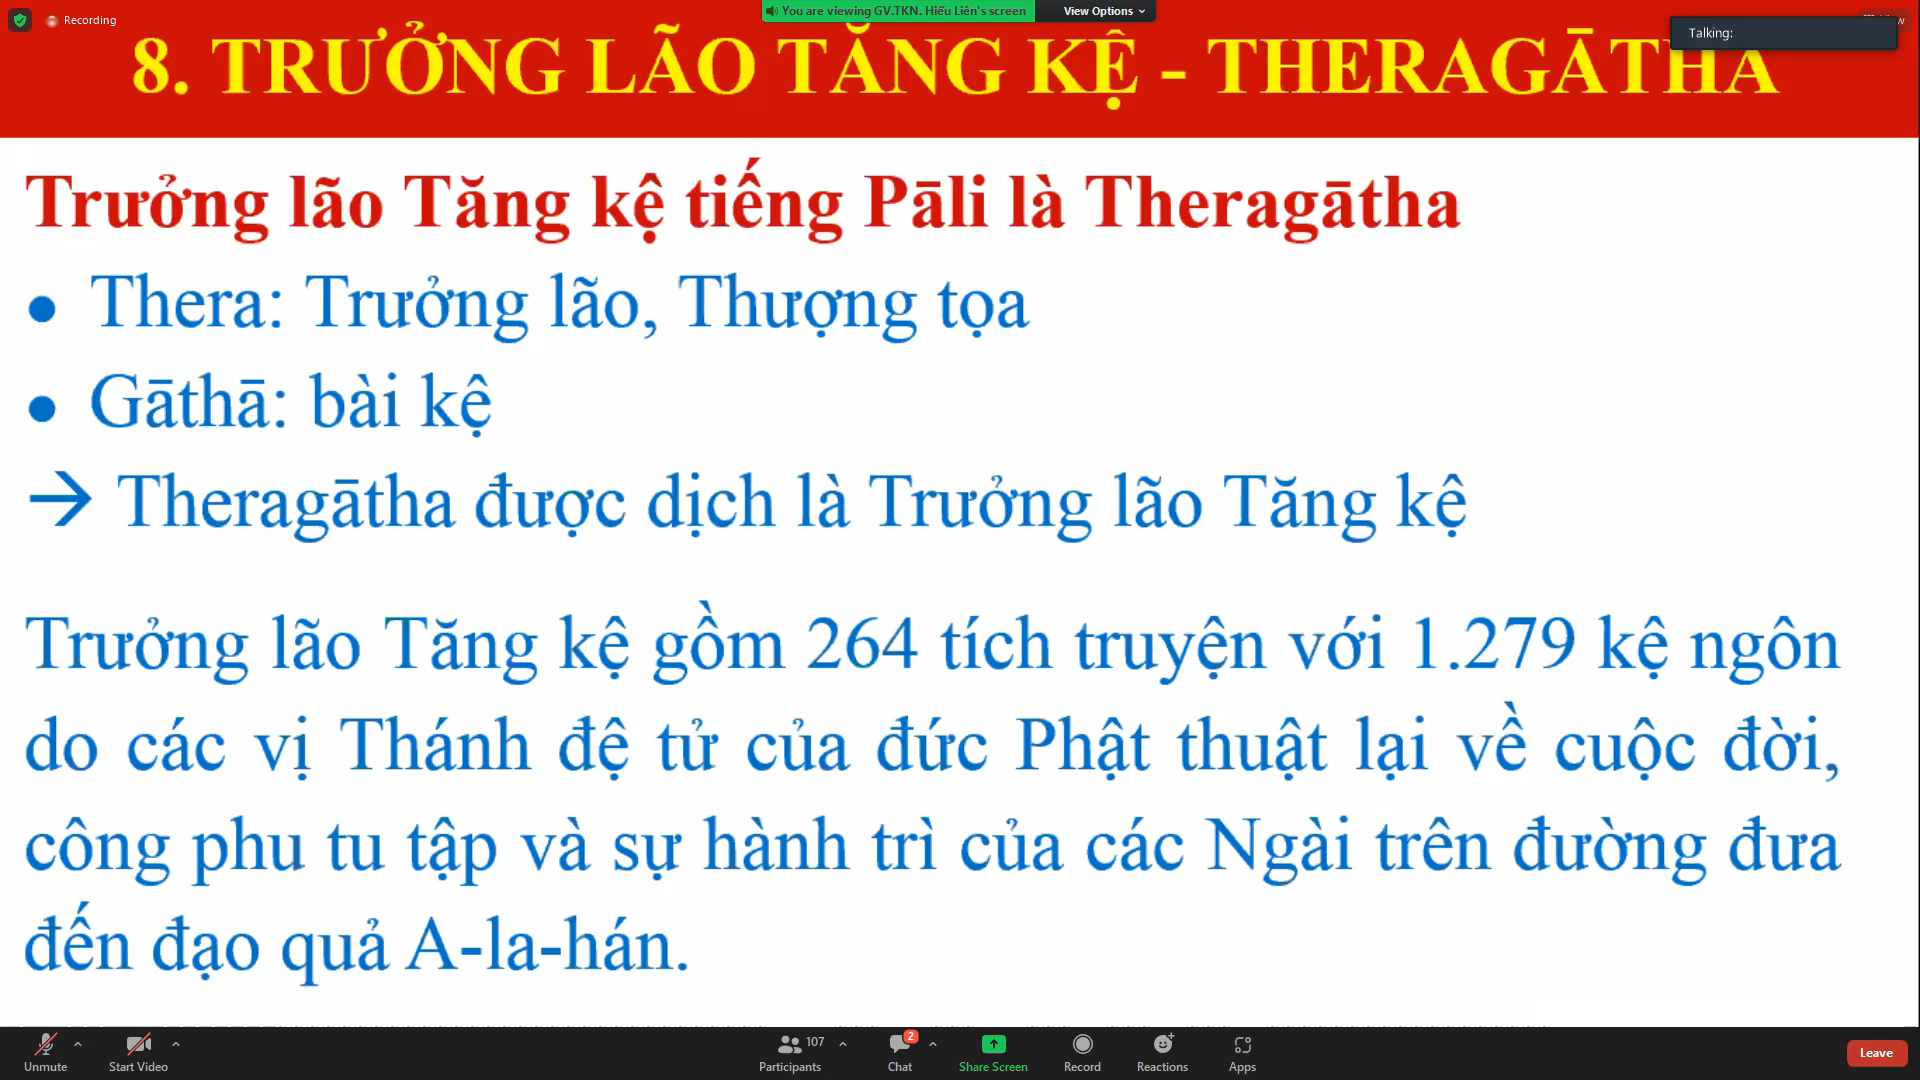 Recording
You are viewing GV.TKN. Hiếu Liên's screen
View Options
Talking:
8. TRƯỞNG LÃO TĂNG KỆ - THERAGĀTHA
Trưởng lão Tăng kệ tiếng Pāli là Theragātha
• Thera: Trưởng lão, Thượng tọa
• Gāthā: bài kệ
→ Theragātha được dịch là Trưởng lão Tăng kệ
Trưởng lão Tăng kệ gồm 264 tích truyện với 1.279 kệ ngôn
do các vị Thánh đệ tử của đức Phật thuật lại về cuộc đời,
công phu tu tập và sự hành trì của các Ngài trên đường đưa
đến đạo quả A-la-hán.
107
2
Unmute
Start Video
Participants
Chat
Share Screen
Record
Reactions
Apps
Leave